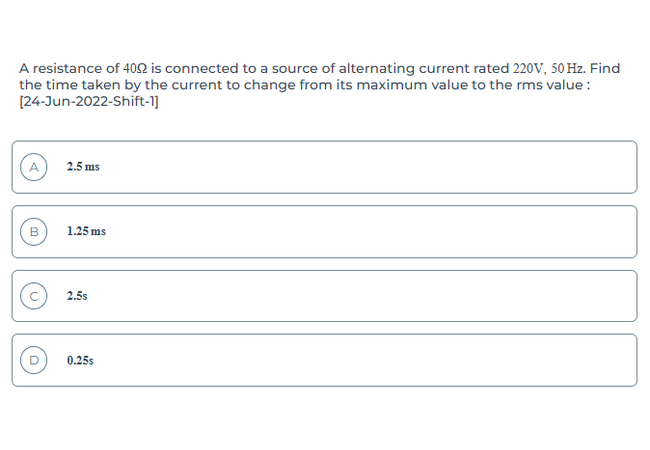 A resistance of 40Ω is connected to a source of alternating current rated 220V, 50 Hz. Find
the time taken by the current to change from its maximum value to the rms value :
[24-Jun-2022-Shift-1]
A 2.5 ms
B 1.25 ms
C 2.5s
D 0.25s